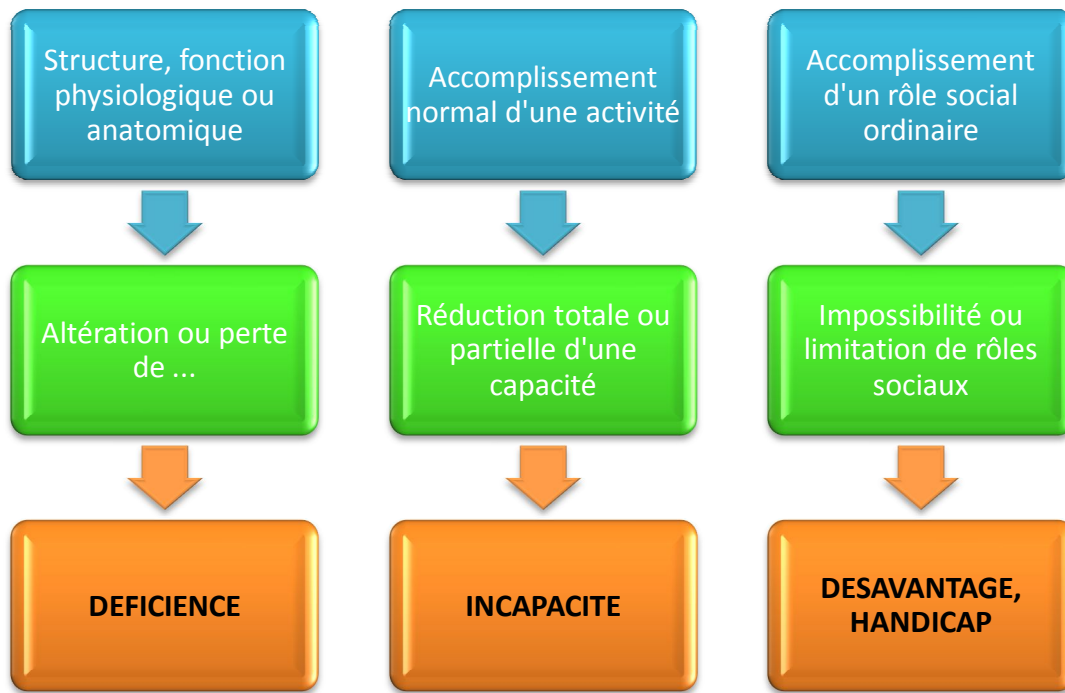 Structure, fonction
physiologique ou
anatomique
Accomplissement
normal d'une activité
Accomplissement
d'un rôle social
ordinaire
Altération ou perte
de ...
Réduction totale ou
partielle d'une
capacité
Impossibilité ou
limitation de rôles
sociaux
DEFICIENCE
INCAPACITE
DESAVANTAGE,
HANDICAP